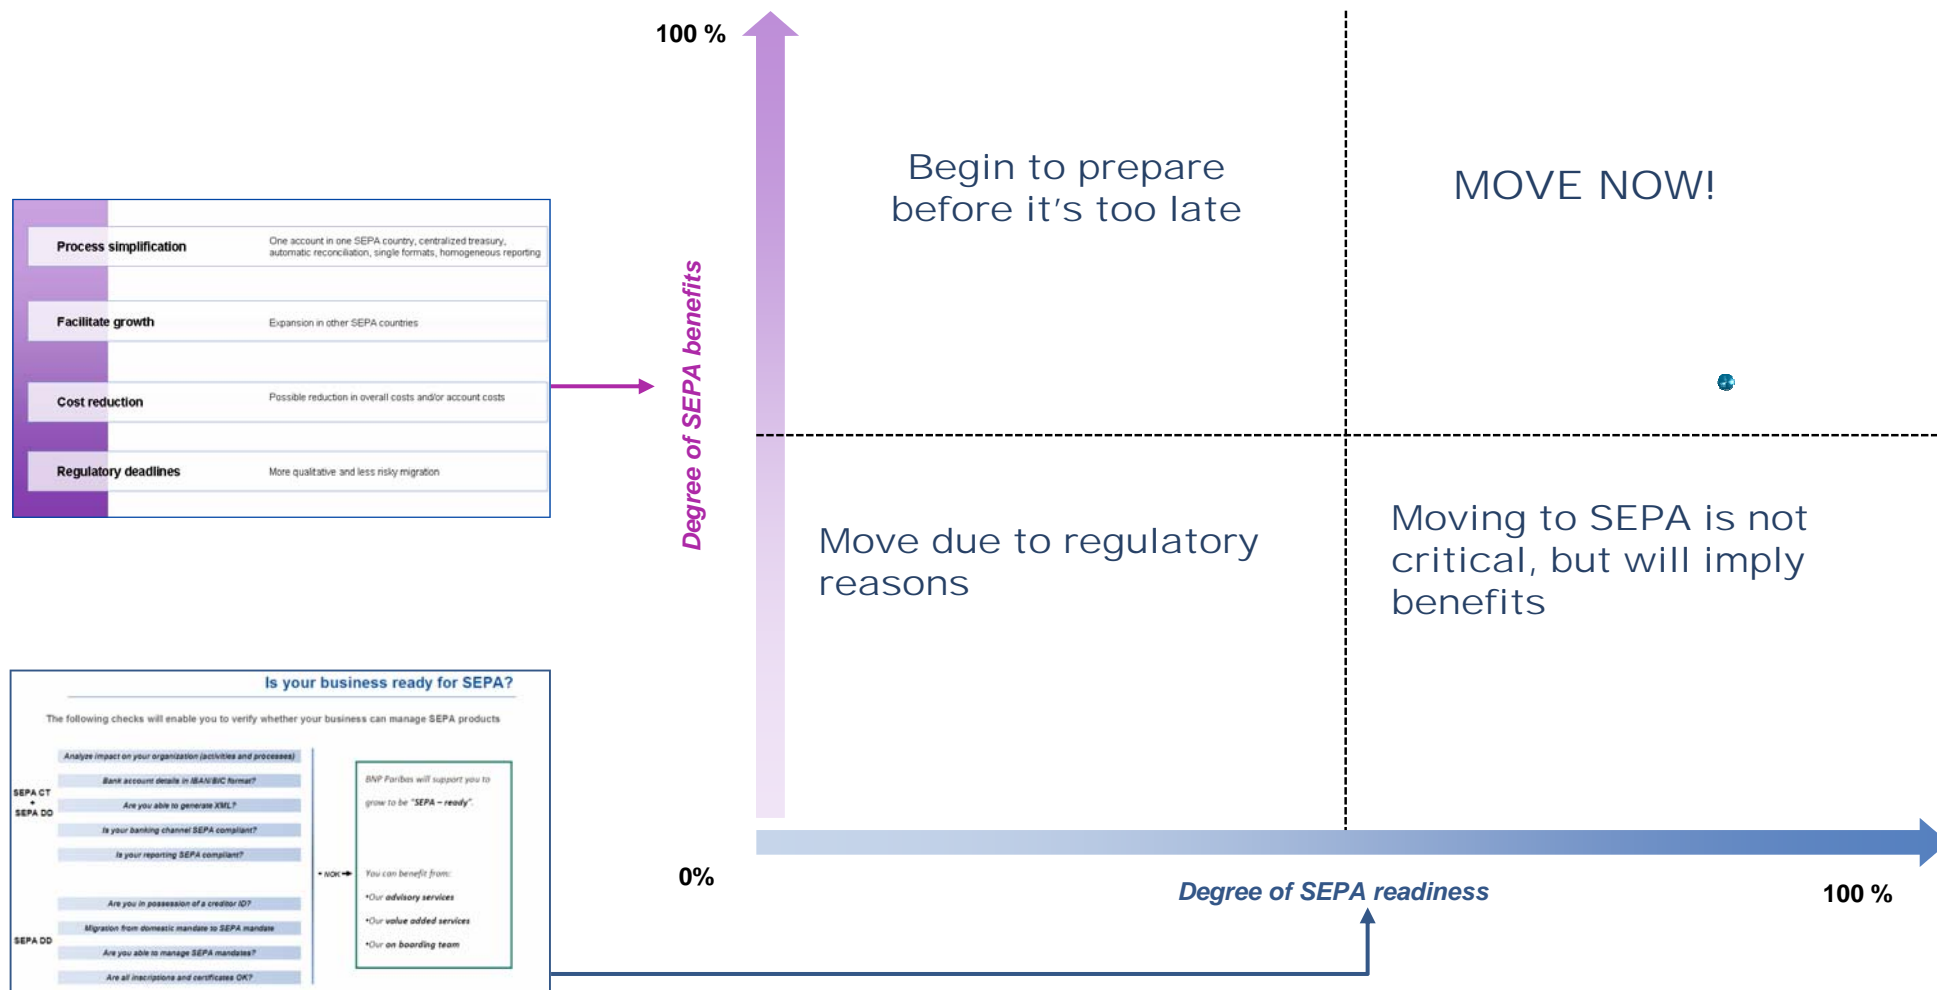 100 %
Begin to prepare
before it's too late
MOVE NOW!
Process simplification
One account in one SEPA country, centralized treasury,
automatic reconciliation, single formats, homogeneous reporting
Facilitate growth
Expansion in other SEPA countries
Cost reduction
Possible reduction in overall costs and/or account costs
Regulatory deadlines
More qualitative and less risky migration
Degree of SEPA benefits
Move due to regulatory
reasons
Moving to SEPA is not
critical, but will imply
benefits
Is your business ready for SEPA?
The following checks will enable you to verify whether your business can manage SEPA products
SEPA CT
+
SEPA DD
Analyze impact on your organization (activities and processes)
Bank account details in IBAN/BIC format?
Are you able to generate XML?
Is your banking channel SEPA compliant?
Is your reporting SEPA compliant?
SEPA DD
Are you in possession of a creditor ID?
Migration from domestic mandate to SEPA mandate
Are you able to manage SEPA mandates?
Are all inscriptions and certificates OK?
• NOK
BNP Paribas will support you to
grow to be "SEPA – ready".
You can benefit from:
•Our advisory services
•Our value added services
•Our on boarding team
0%
Degree of SEPA readiness
100 %